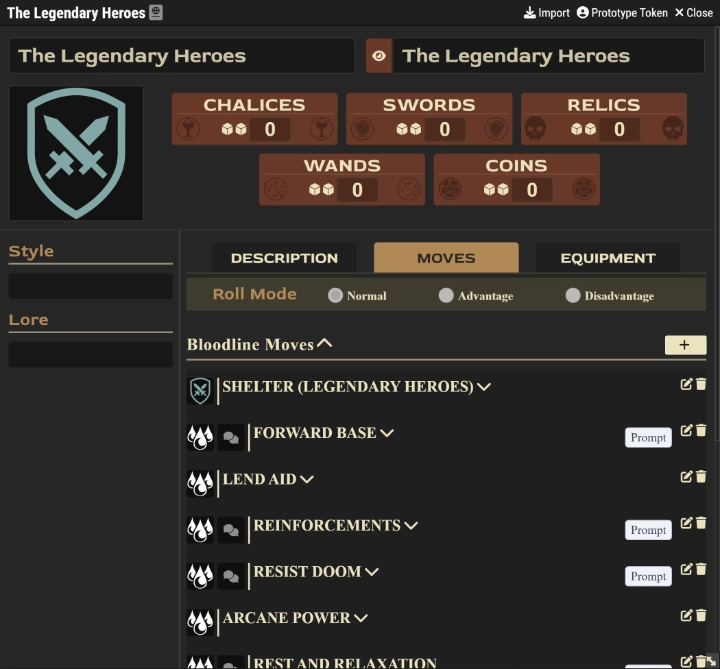 The Legendary Heroes
Import Prototype Token Close
The Legendary Heroes
The Legendary Heroes
CHALICES SWORDS RELICS
0 0 0
WANDS COINS
0 0
Style
Lore
DESCRIPTION MOVES EQUIPMENT
Roll Mode Normal Advantage Disadvantage
Bloodline Moves
+
SHELTER (LEGENDARY HEROES)
FORWARD BASE Prompt
LEND AID
REINFORCEMENTS Prompt
RESIST DOOM Prompt
ARCANE POWER
REST AND RELAXATION